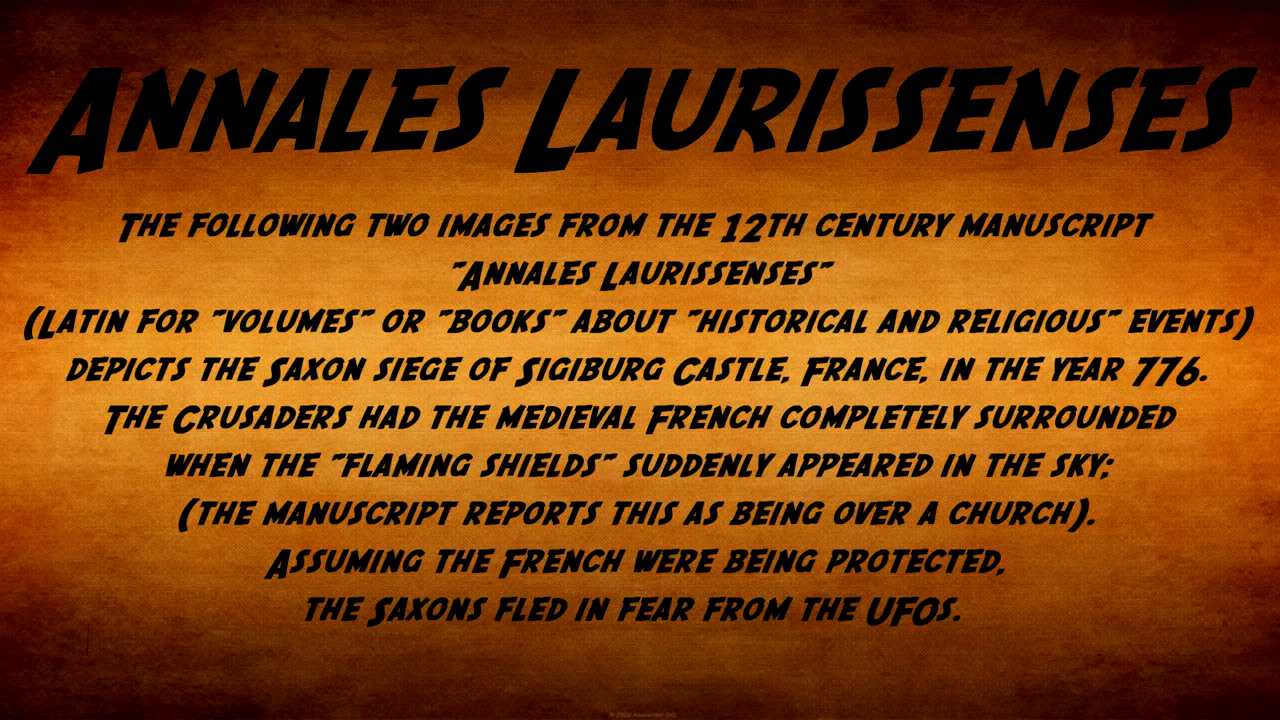 Annales Laurissenses
The following two images from the 12th century manuscript
"Annales Laurissenses"
(Latin for "volumes" or "books" about "historical and religious" events)
depicts the Saxon siege of Sigiburg Castle, France, in the year 776.
The Crusaders had the medieval French completely surrounded
when the "flaming shields" suddenly appeared in the sky;
(the manuscript reports this as being over a church).
Assuming the French were being protected,
the Saxons fled in fear from the UFOs.